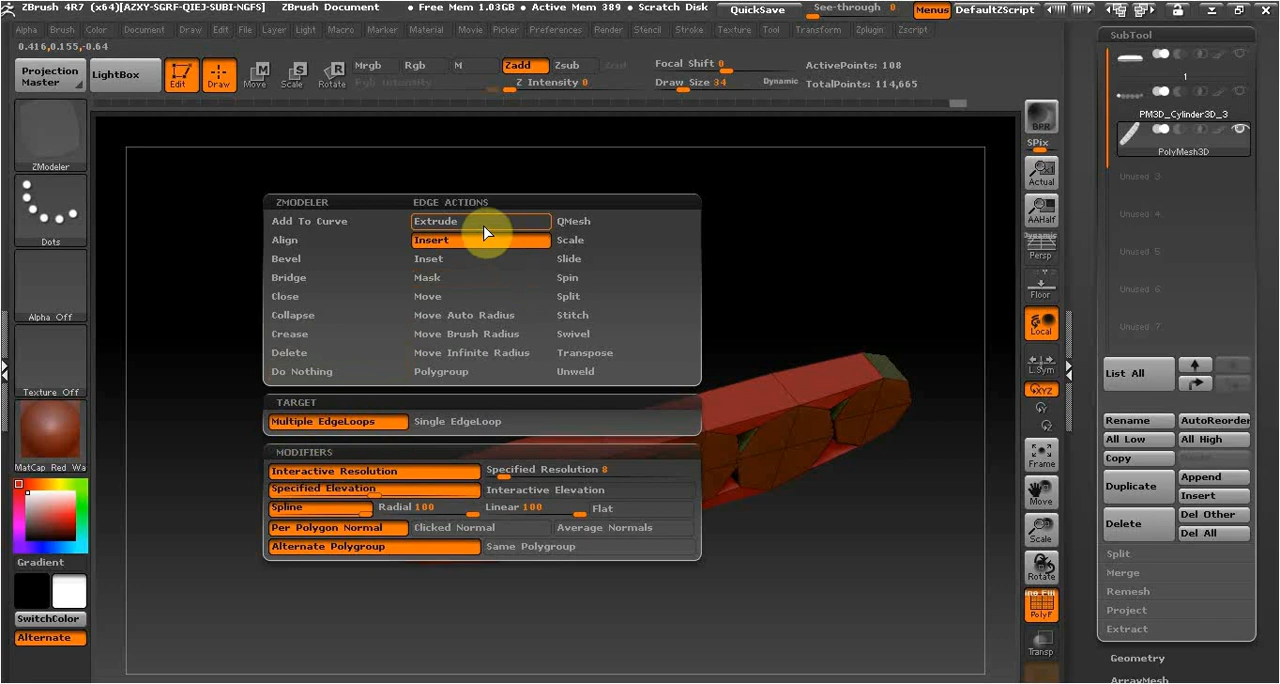 ZBrush 4R7 (x64)[AZXY-SGRF-QIEJ-SUBI-NGFS] ZBrush Document • Free Mem 1.03GB • Active Mem 389 • Scratch Disk QuickSave See-through 0 Menus DefaultZScript
Alpha Brush Color Document Draw Edit File Layer Light Macro Marker Material Movie Picker Preferences Render Stencil Stroke Texture Tool Transform Zplugin Zscript
0.416,0.155,-0.64
Projection Master
LightBox
Edit
Draw
Move
Scale
Rotate
Mrgb Rgb M
Rgb Intensity
Zadd Zsub Zcut
Z Intensity 0
Focal Shift 0
Draw Size 34 Dynamic
ActivePoints: 108
TotalPoints: 114,665
ZModeler
Dots
Alpha Off
Texture Off
MatCap Red Wa
Gradient
SwitchColor
Alternate
ZMODELER EDGE ACTIONS
Add To Curve Extrude QMesh
Align Insert Scale
Bevel Inset Slide
Bridge Mask Spin
Close Move Split
Collapse Move Auto Radius Stitch
Crease Move Brush Radius Swivel
Delete Move Infinite Radius Transpose
Do Nothing Polygroup Unweld
TARGET
Multiple EdgeLoops Single EdgeLoop
MODIFIERS
Interactive Resolution Specified Resolution 8
Specified Elevation Interactive Elevation
Spline Radial 100 Linear 100 Flat
Per Polygon Normal Clicked Normal Average Normals
Alternate Polygroup Same Polygroup
BPR
SPix
Actual
AAHalf
Dynamic
Persp
Floor
Local
L.Sym
XYZ
Frame
Move
Scale
Rotate
PolyF
Transp
SubTool
1
PM3D_Cylinder3D_3
PolyMesh3D
Unused 3
Unused 4
Unused 5
Unused 6
Unused 7
List All
Rename AutoReorder
All Low All High
Copy
Duplicate Append
Insert
Delete Del Other
Del All
Split
Merge
Remesh
Project
Extract
Geometry
ArrayMesh